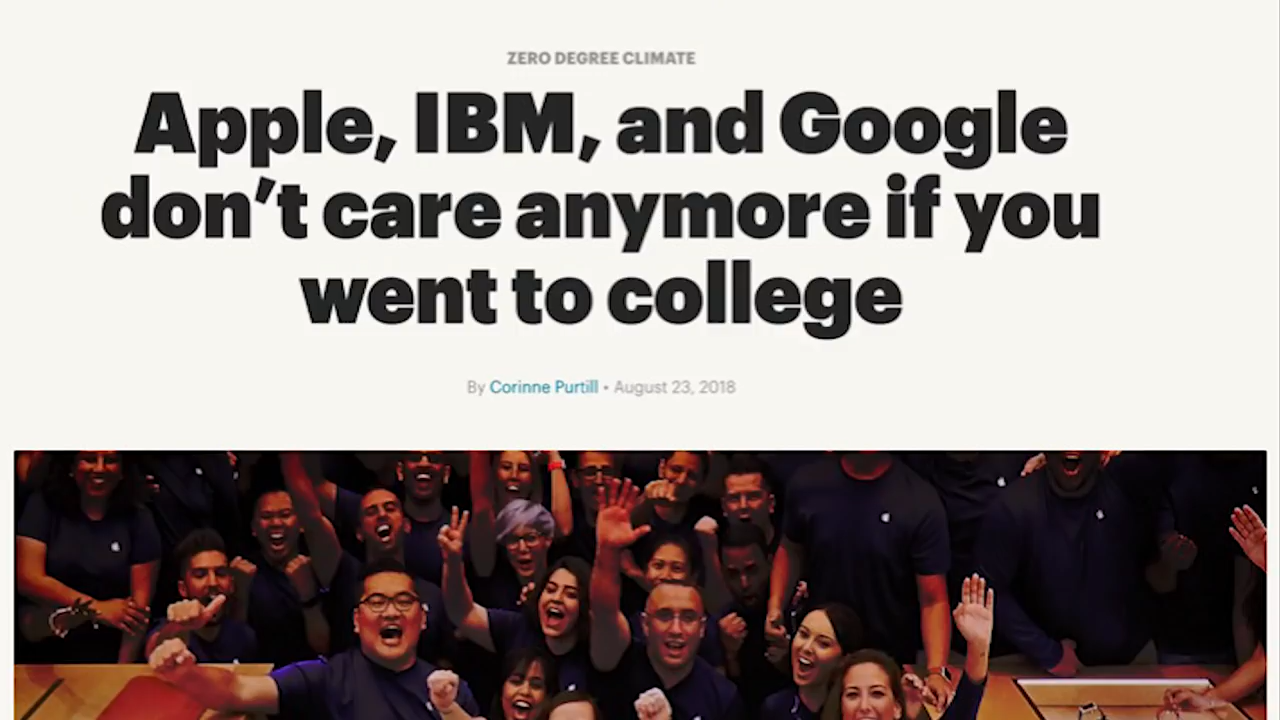 ZERO DEGREE CLIMATE
Apple, IBM, and Google
don’t care anymore if you
went to college
By Corinne Purtill • August 23, 2018